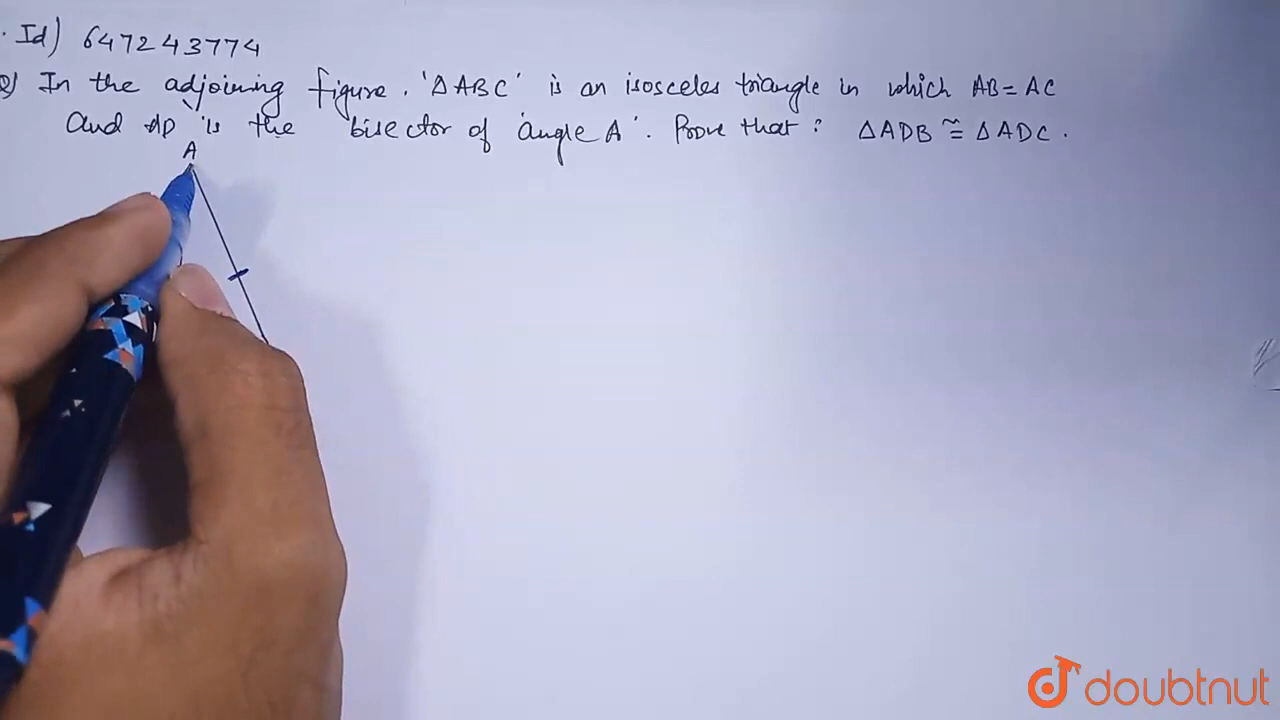 . Id) 647243774
Q) In the adjoining figure. 'ΔABC' is an isosceles triangle in which AB = AC
and AD is the bisector of 'angle A'. Prove that: ΔADB ≅ ΔADC.
A
doubtnut